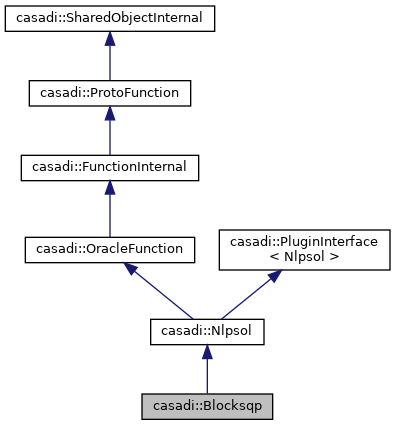 casadi::SharedObjectInternal
casadi::ProtoFunction
casadi::FunctionInternal
casadi::OracleFunction
casadi::PluginInterface
< Nlpsol >
casadi::Nlpsol
casadi::Blocksqp